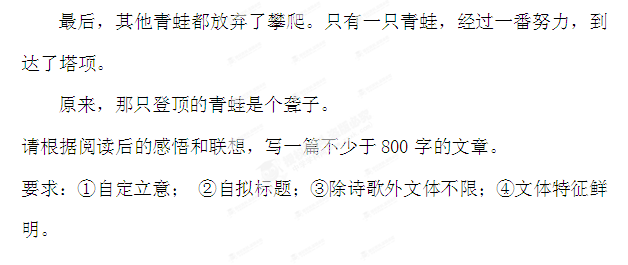 最后，其他青蛙都放弃了攀爬。只有一只青蛙，经过一番努力，到
达了塔项。
原来，那只登顶的青蛙是个聋子。
请根据阅读后的感悟和联想，写一篇不少于 800 字的文章。
要求：①自定立意； ②自拟标题；③除诗歌外文体不限；④文体特征鲜
明。